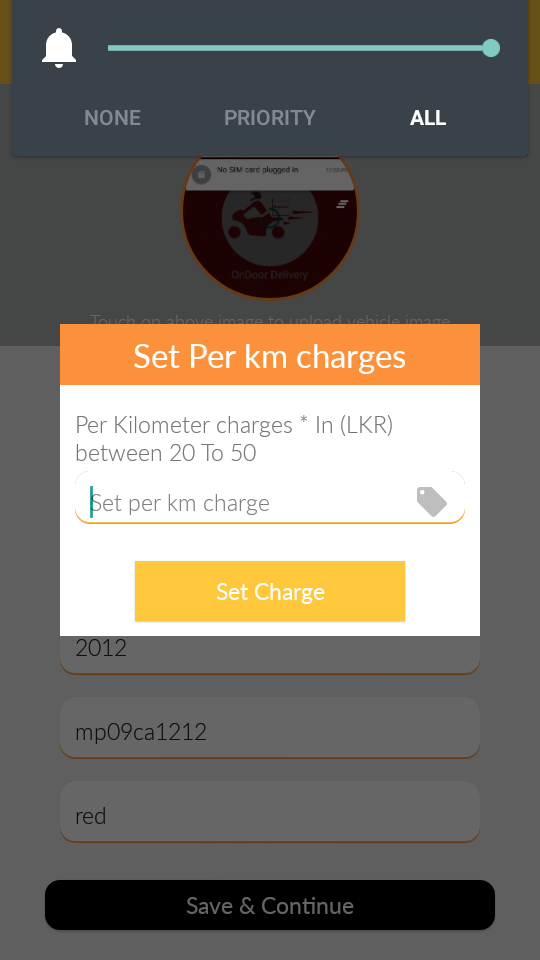 NONE PRIORITY ALL
No SIM card plugged in
OnDoor Delivery
Touch on above image to upload vehicle image
Set Per km charges
Per Kilometer charges * In (LKR)
between 20 To 50
Set per km charge
Set Charge
2012
mp09ca1212
red
Save & Continue